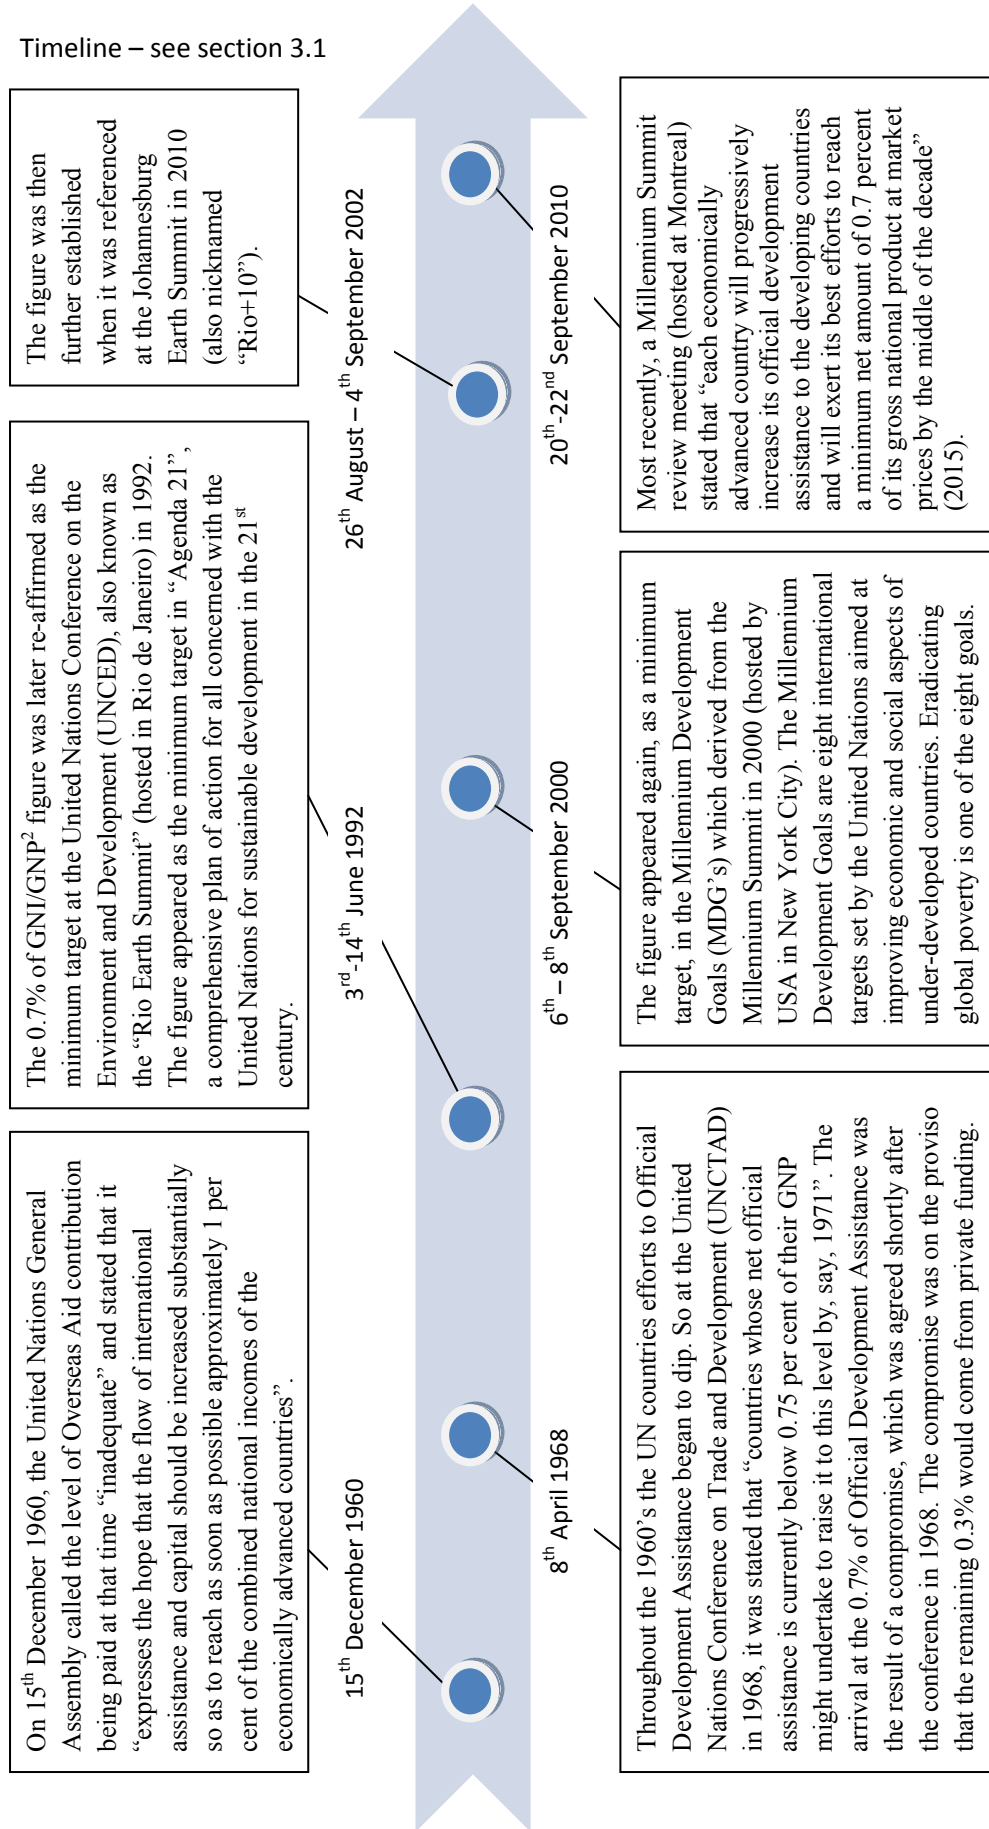 Timeline – see section 3.1
On 15th December 1960, the United Nations General
Assembly called the level of Overseas Aid contribution
being paid at that time “inadequate” and stated that it
“expresses the hope that the flow of international
assistance and capital should be increased substantially
so as to reach as soon as possible approximately 1 per
cent of the combined national incomes of the
economically advanced countries”.
The 0.7% of GNI/GNP2 figure was later re-affirmed as the
minimum target at the United Nations Conference on the
Environment and Development (UNCED), also known as
the “Rio Earth Summit” (hosted in Rio de Janeiro) in 1992.
The figure appeared as the minimum target in “Agenda 21”,
a comprehensive plan of action for all concerned with the
United Nations for sustainable development in the 21st
century.
The figure was then
further established
when it was referenced
at the Johannesburg
Earth Summit in 2010
(also nicknamed
“Rio+10”).
15th December 1960
3rd-14th June 1992
26th August – 4th September 2002
8th April 1968
6th – 8th September 2000
20th-22nd September 2010
Throughout the 1960’s the UN countries efforts to Official
Development Assistance began to dip. So at the United
Nations Conference on Trade and Development (UNCTAD)
in 1968, it was stated that “countries whose net official
assistance is currently below 0.75 per cent of their GNP
might undertake to raise it to this level by, say, 1971”. The
arrival at the 0.7% of Official Development Assistance was
the result of a compromise, which was agreed shortly after
the conference in 1968. The compromise was on the proviso
that the remaining 0.3% would come from private funding.
The figure appeared again, as a minimum
target, in the Millennium Development
Goals (MDG’s) which derived from the
Millennium Summit in 2000 (hosted by
USA in New York City). The Millennium
Development Goals are eight international
targets set by the United Nations aimed at
improving economic and social aspects of
under-developed countries. Eradicating
global poverty is one of the eight goals.
Most recently, a Millennium Summit
review meeting (hosted at Montreal)
stated that “each economically
advanced country will progressively
increase its official development
assistance to the developing countries
and will exert its best efforts to reach
a minimum net amount of 0.7 percent
of its gross national product at market
prices by the middle of the decade”
(2015).